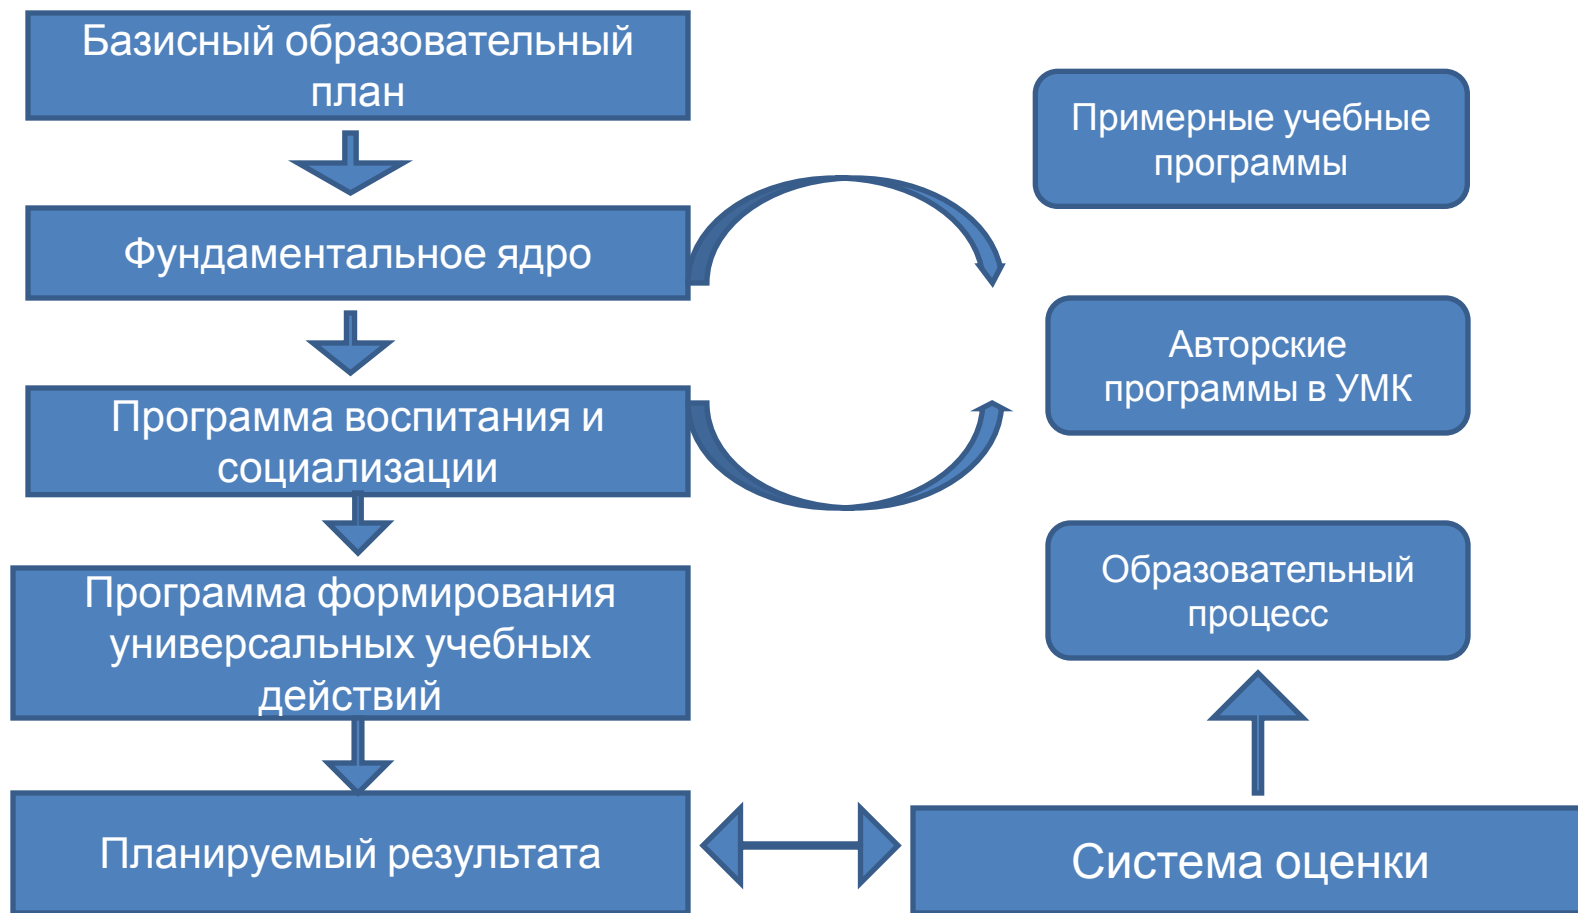 Базисный образовательный
план
Фундаментальное ядро
Программа воспитания и
социализации
Программа формирования
универсальных учебных
действий
Планируемый результата
Примерные учебные
программы
Авторские
программы в УМК
Образовательный
процесс
Система оценки